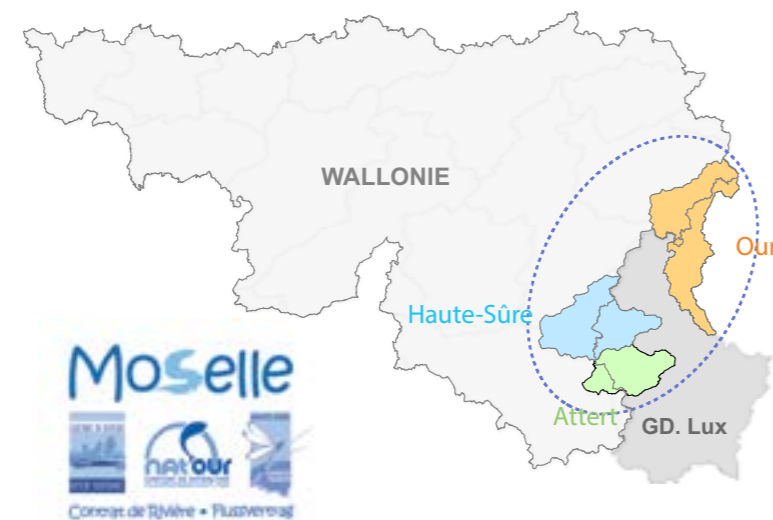 WALLONIE
Our
Haute-Sûre
Attert
GD. Lux
Moselle
nat'our
Contrat de Rivière • Flussvertrag